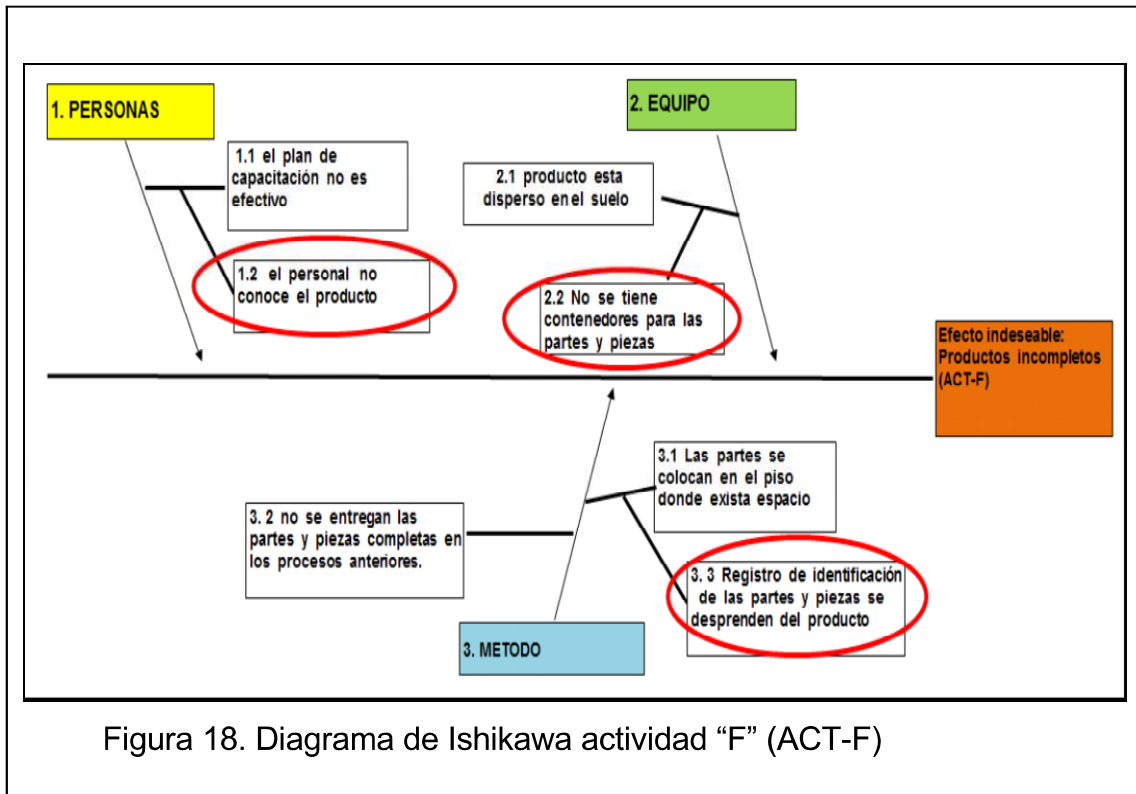 1. PERSONAS
1.1 el plan de
capacitación no es
efectivo
1.2 el personal no
conoce el producto
2. EQUIPO
2.1 producto esta
disperso en el suelo
2.2 No se tiene
contenedores para las
partes y piezas
Efecto indeseable:
Productos incompletos
(ACT-F)
3. 2 no se entregan las
partes y piezas completas en
los procesos anteriores.
3.1 Las partes se
colocan en el piso
donde exista espacio
3. 3 Registro de identificación
de las partes y piezas se
desprenden del producto
3. METODO
Figura 18. Diagrama de Ishikawa actividad “F” (ACT-F)